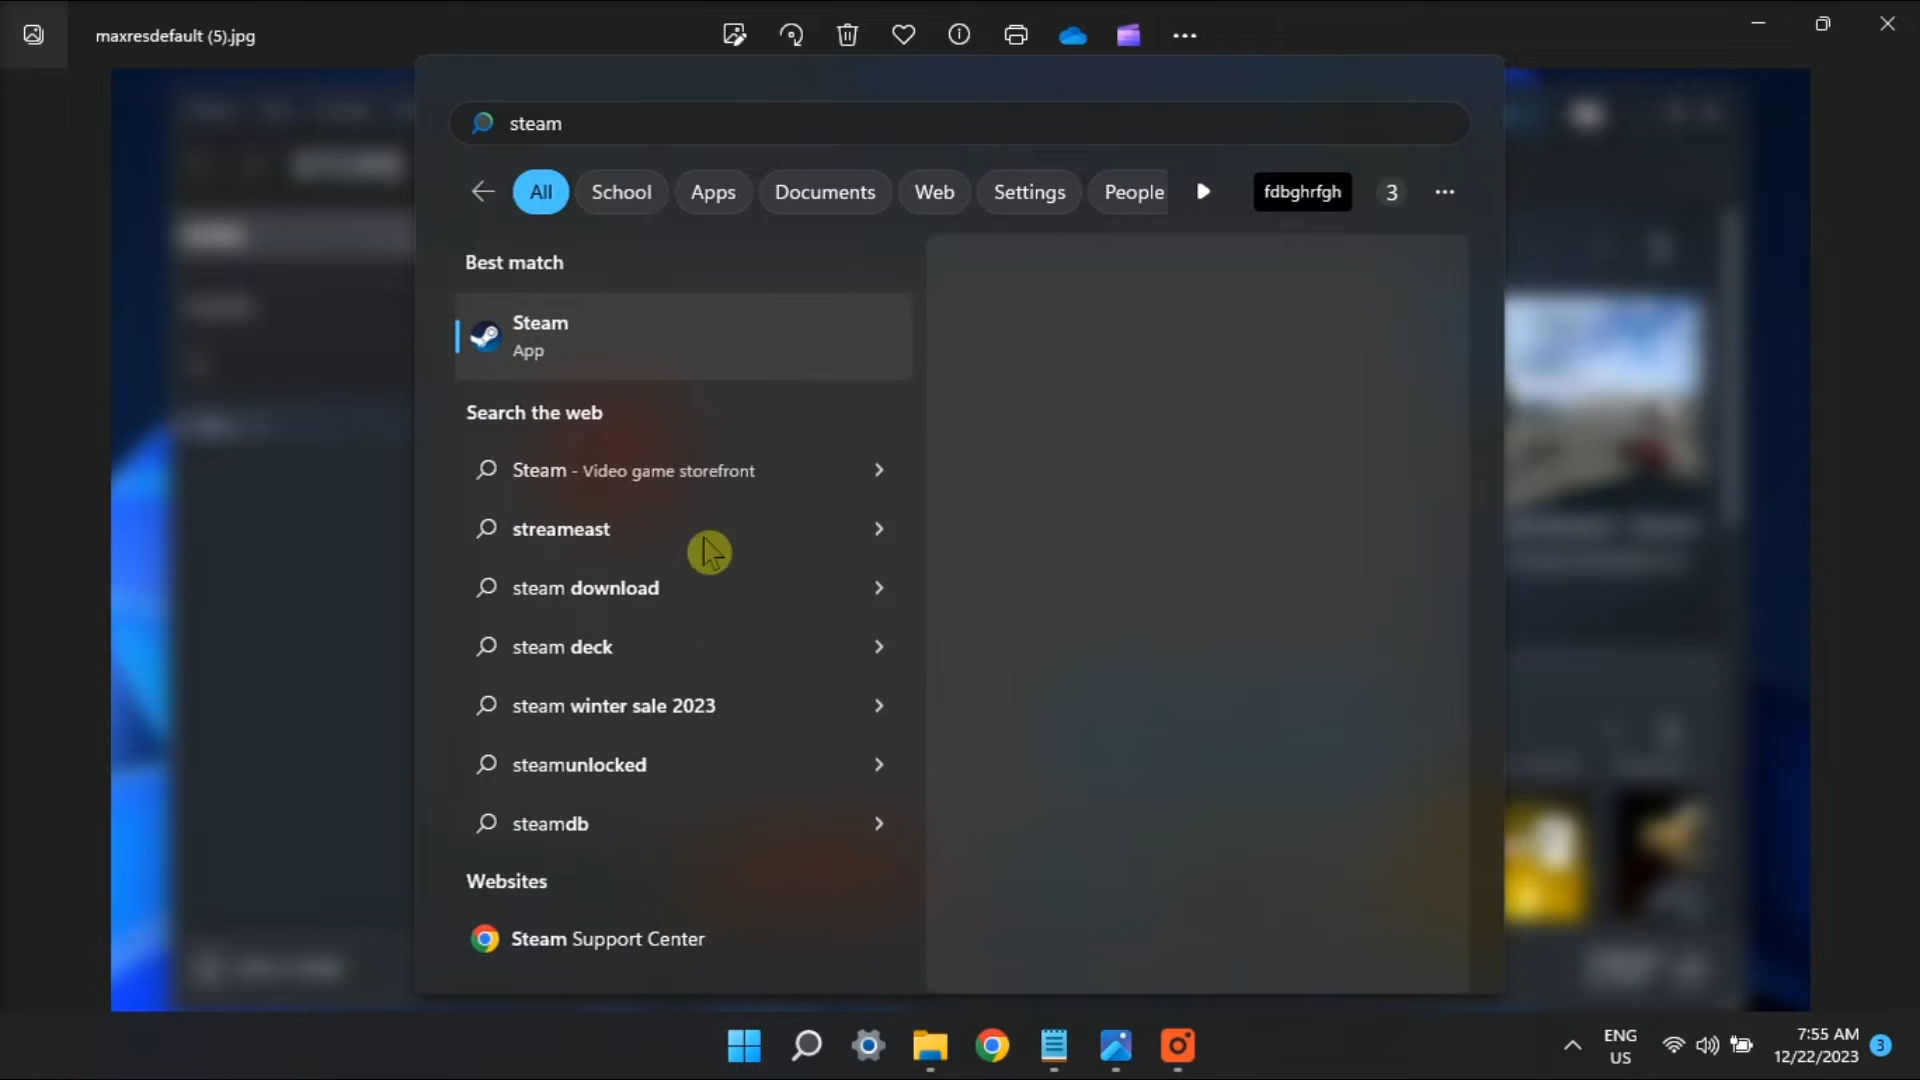 maxresdefault (5).jpg
steam
All School Apps Documents Web Settings People fdbghrfgh 3
Best match
Steam
App
Search the web
Steam - Video game storefront
streameast
steam download
steam deck
steam winter sale 2023
steamunlocked
steamdb
Websites
Steam Support Center
ENG
US
7:55 AM
12/22/2023
3